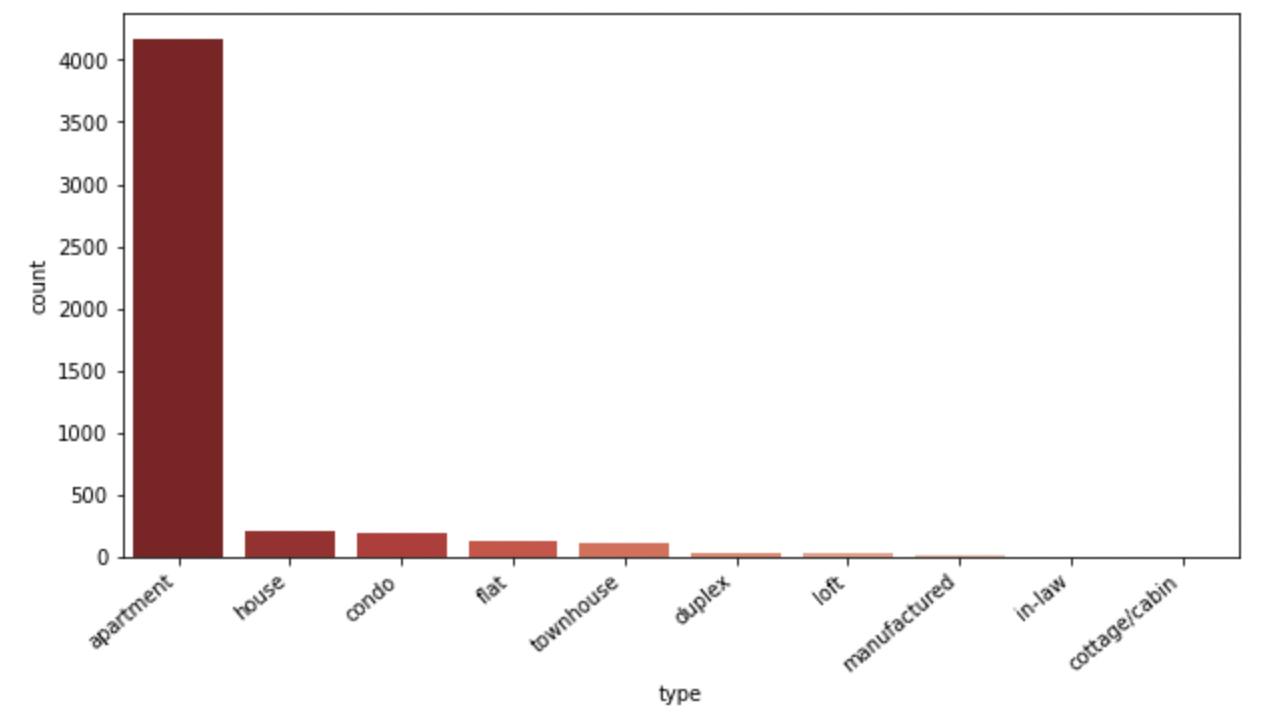 4000
3500
3000
2500
2000
1500
1000
500
0
count
apartment
house
condo
flat
townhouse
duplex
loft
manufactured
in-law
cottage/cabin
type